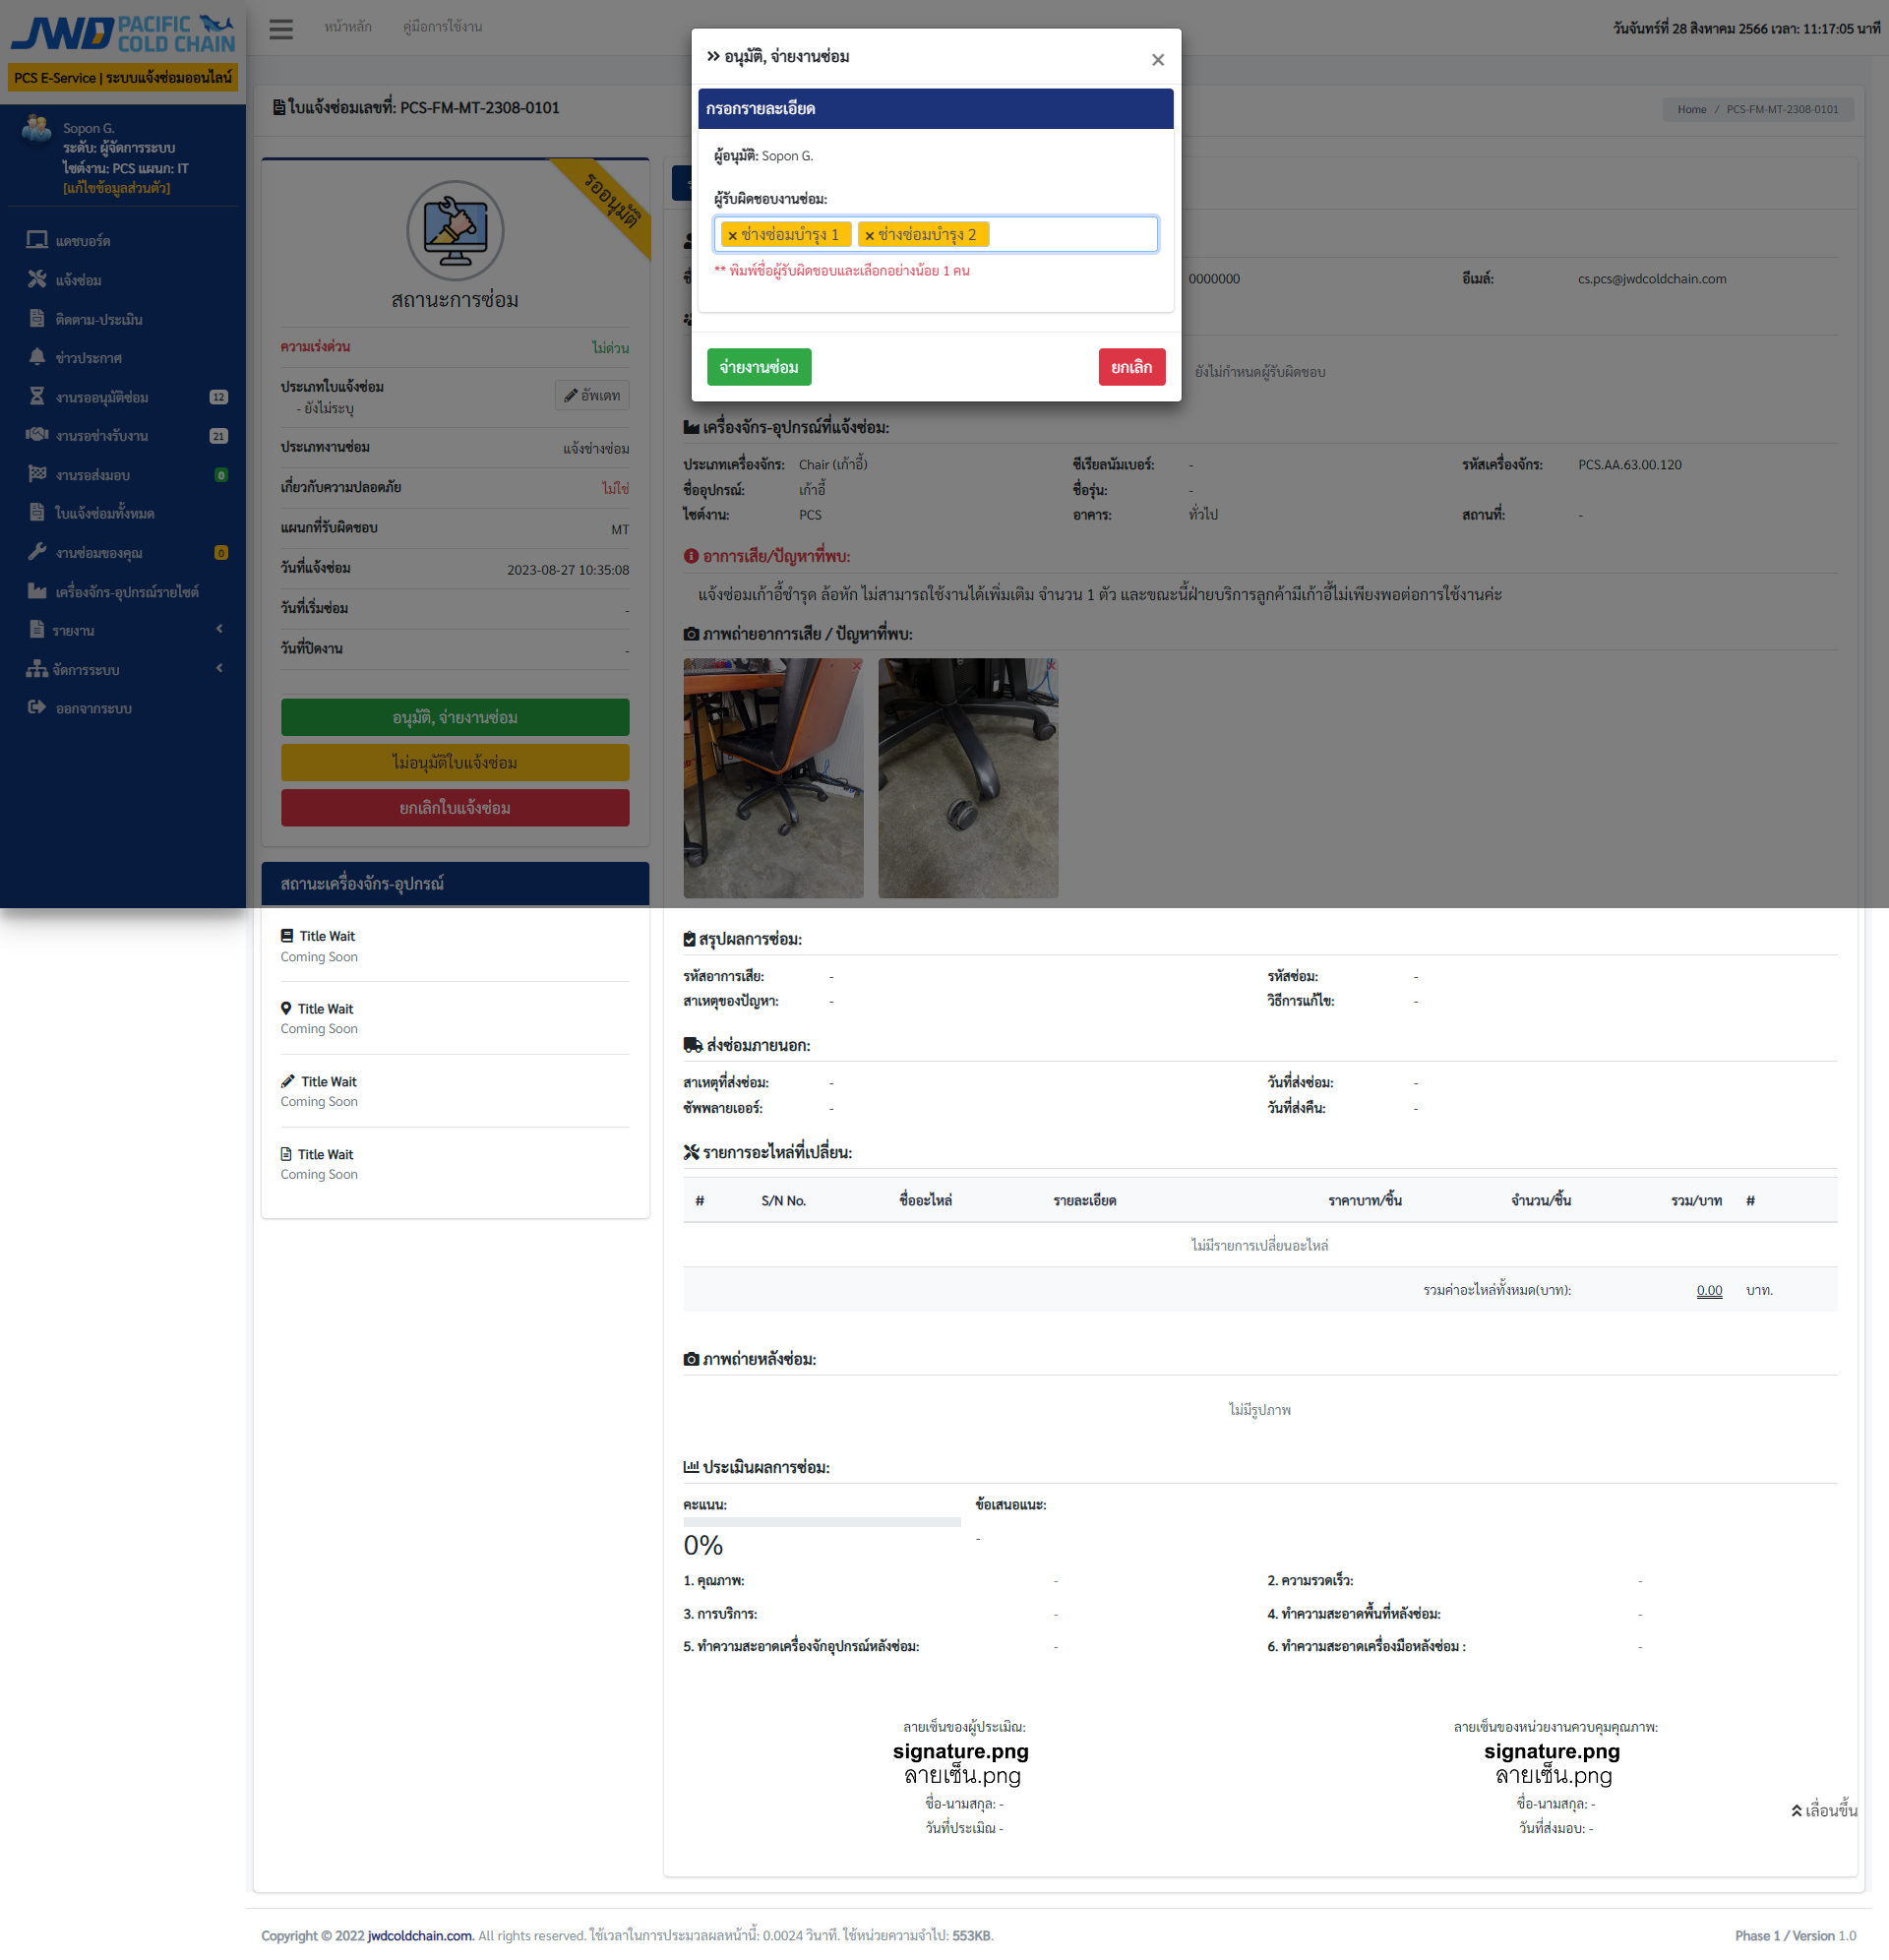 JWD PACIFIC COLD CHAIN
PCS E-Service | ระบบแจ้งซ่อมออนไลน์
Sopon G.
ระดับ: ผู้จัดการระบบ
ไซต์งาน: PCS แผนก: IT
[แก้ไขข้อมูลส่วนตัว]
แดชบอร์ด
แจ้งซ่อม
ติดตาม-ประเมิน
ข่าวประกาศ
งานรออนุมัติซ่อม 12
งานรอช่างรับงาน 21
งานรอส่งมอบ 0
ใบแจ้งซ่อมทั้งหมด
งานซ่อมของคุณ 0
เครื่องจักร-อุปกรณ์รายไซต์
รายงาน
จัดการระบบ
ออกจากระบบ
หน้าหลัก คู่มือการใช้งาน
วันจันทร์ที่ 28 สิงหาคม 2566 เวลา: 11:17:05 นาที
ใบแจ้งซ่อมเลขที่: PCS-FM-MT-2308-0101
Home / PCS-FM-MT-2308-0101
» อนุมัติ, จ่ายงานซ่อม ×
กรอกรายละเอียด
ผู้อนุมัติ: Sopon G.
ผู้รับผิดชอบงานซ่อม:
× ช่างซ่อมบำรุง 1 × ช่างซ่อมบำรุง 2
** พิมพ์ชื่อผู้รับผิดชอบและเลือกอย่างน้อย 1 คน
จ่ายงานซ่อม ยกเลิก
รออนุมัติ
สถานะการซ่อม
ความเร่งด่วน ไม่ด่วน
ประเภทใบแจ้งซ่อม
- ยังไม่ระบุ อัพเดท
ประเภทงานซ่อม แจ้งช่างซ่อม
เกี่ยวกับความปลอดภัย ไม่ใช่
แผนกที่รับผิดชอบ MT
วันที่แจ้งซ่อม 2023-08-27 10:35:08
วันที่เริ่มซ่อม -
วันที่ปิดงาน -
อนุมัติ, จ่ายงานซ่อม
ไม่อนุมัติใบแจ้งซ่อม
ยกเลิกใบแจ้งซ่อม
สถานะเครื่องจักร-อุปกรณ์
Title Wait
Coming Soon
Title Wait
Coming Soon
Title Wait
Coming Soon
Title Wait
Coming Soon
0000000 อีเมล์: cs.pcs@jwdcoldchain.com
ยังไม่กำหนดผู้รับผิดชอบ
เครื่องจักร-อุปกรณ์ที่แจ้งซ่อม:
ประเภทเครื่องจักร: Chair (เก้าอี้) ซีเรียลนัมเบอร์: - รหัสเครื่องจักร: PCS.AA.63.00.120
ชื่ออุปกรณ์: เก้าอี้ ชื่อรุ่น: -
ไซต์งาน: PCS อาคาร: ทั่วไป สถานที่: -
อาการเสีย/ปัญหาที่พบ:
แจ้งซ่อมเก้าอี้ชำรุด ล้อหัก ไม่สามารถใช้งานได้เพิ่มเติม จำนวน 1 ตัว และขณะนี้ฝ่ายบริการลูกค้ามีเก้าอี้ไม่เพียงพอต่อการใช้งานค่ะ
ภาพถ่ายอาการเสีย / ปัญหาที่พบ:
สรุปผลการซ่อม:
รหัสอาการเสีย: - รหัสซ่อม: -
สาเหตุของปัญหา: - วิธีการแก้ไข: -
ส่งซ่อมภายนอก:
สาเหตุที่ส่งซ่อม: - วันที่ส่งซ่อม: -
ซัพพลายเออร์: - วันที่ส่งคืน: -
รายการอะไหล่ที่เปลี่ยน:
# S/N No. ชื่ออะไหล่ รายละเอียด ราคาบาท/ชิ้น จำนวน/ชิ้น รวม/บาท #
ไม่มีรายการเปลี่ยนอะไหล่
รวมค่าอะไหล่ทั้งหมด(บาท): 0.00 บาท.
ภาพถ่ายหลังซ่อม:
ไม่มีรูปภาพ
ประเมินผลการซ่อม:
คะแนน: ข้อเสนอแนะ:
0% -
1. คุณภาพ: - 2. ความรวดเร็ว: -
3. การบริการ: - 4. ทำความสะอาดพื้นที่หลังซ่อม: -
5. ทำความสะอาดเครื่องจักอุปกรณ์หลังซ่อม: - 6. ทำความสะอาดเครื่องมือหลังซ่อม : -
ลายเซ็นของผู้ประเมิณ: ลายเซ็นของหน่วยงานควบคุมคุณภาพ:
signature.png signature.png
ลายเซ็น.png ลายเซ็น.png
ชื่อ-นามสกุล: - ชื่อ-นามสกุล: -
วันที่ประเมิณ - วันที่ส่งมอบ: -
เลื่อนขึ้น
Copyright © 2022 jwdcoldchain.com. All rights reserved. ใช้เวลาในการประมวลผลหน้านี้: 0.0024 วินาที. ใช้หน่วยความจำไป: 553KB.
Phase 1 / Version 1.0